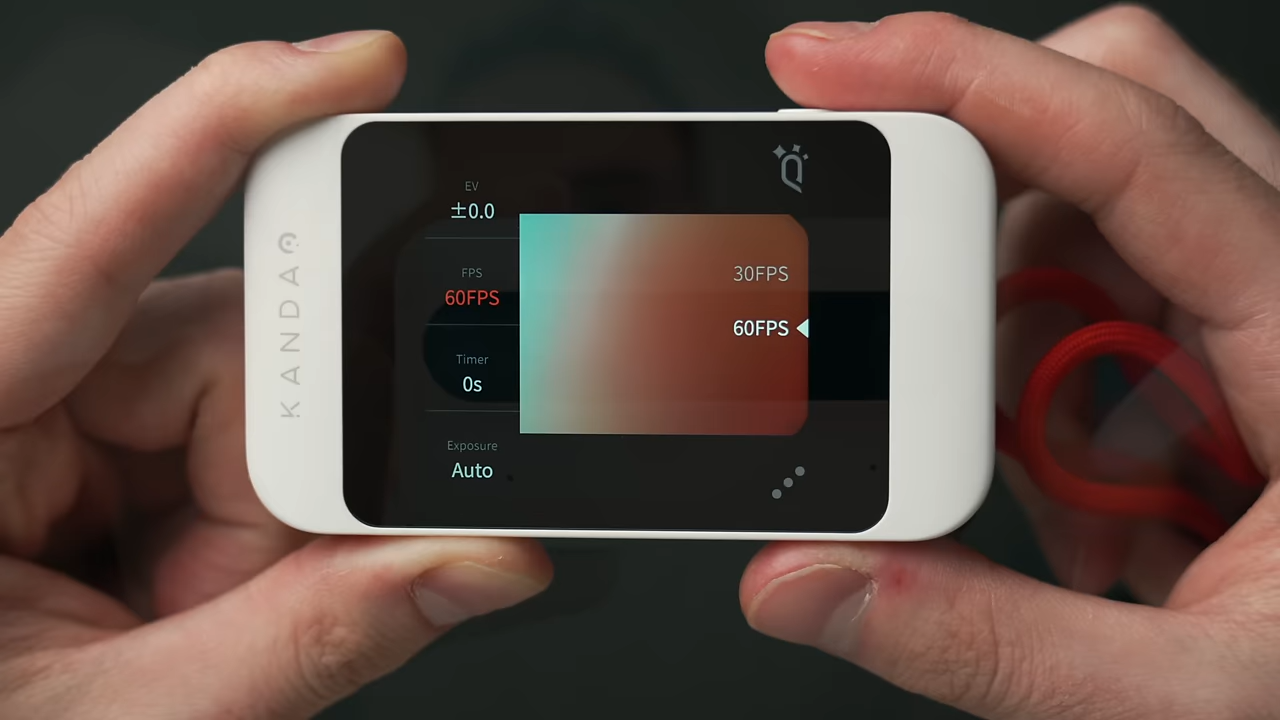 KANDAO
EV
±0.0
FPS
60FPS
Timer
0s
Exposure
Auto
30FPS
60FPS